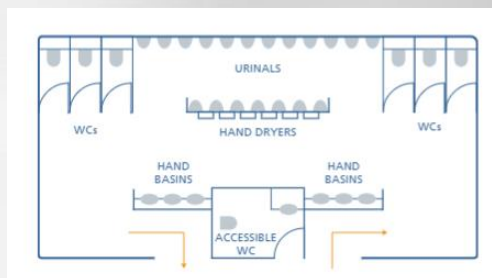 URINALS
WCs
WCs
HAND DRYERS
HAND
BASINS
HAND
BASINS
ACCESSIBLE
WC